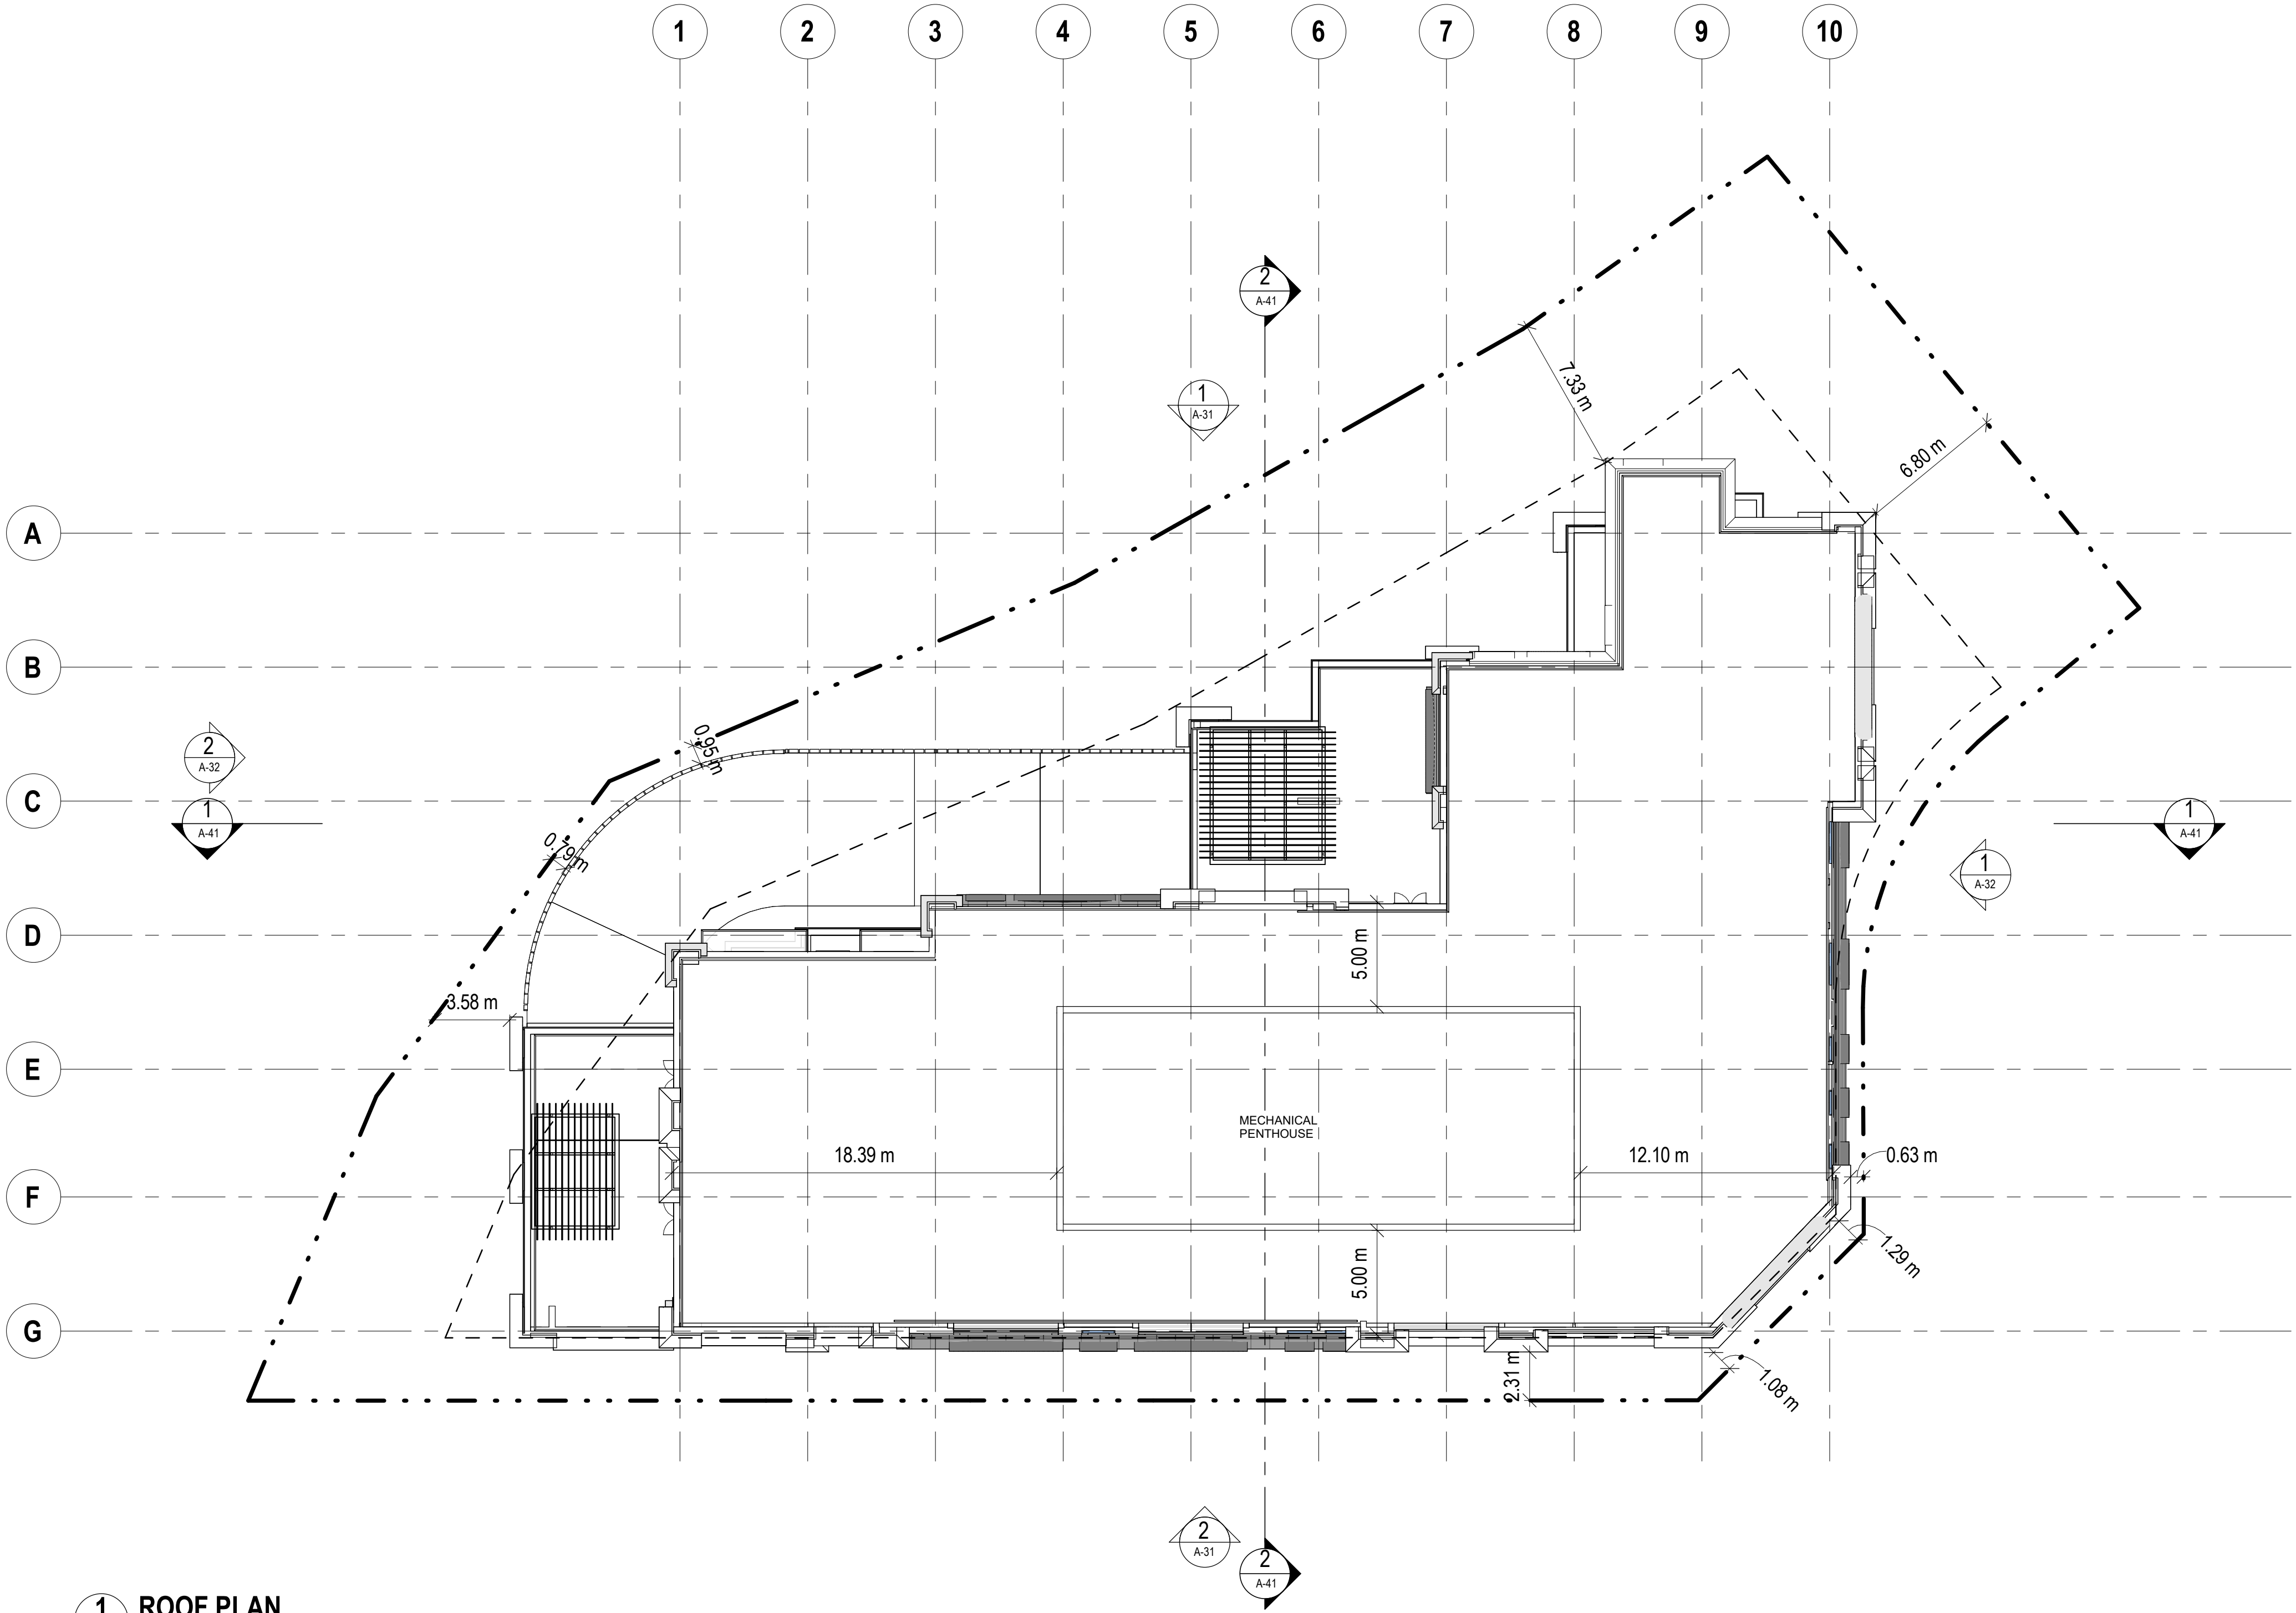 1 2 3 4 5 6 7 8 9 10
2
A-41
1
A-31
7.33 m
6.80 m
A
B
0.95 m
2
A-32
C
1
A-41
1
A-41
0.79 m
1
A-32
D
5.00 m
3.58 m
E
MECHANICAL
PENTHOUSE
18.39 m
12.10 m
0.63 m
F
1.29 m
5.00 m
G
2.31 m
1.08 m
2
A-31
2
A-41
1 ROOF PLAN